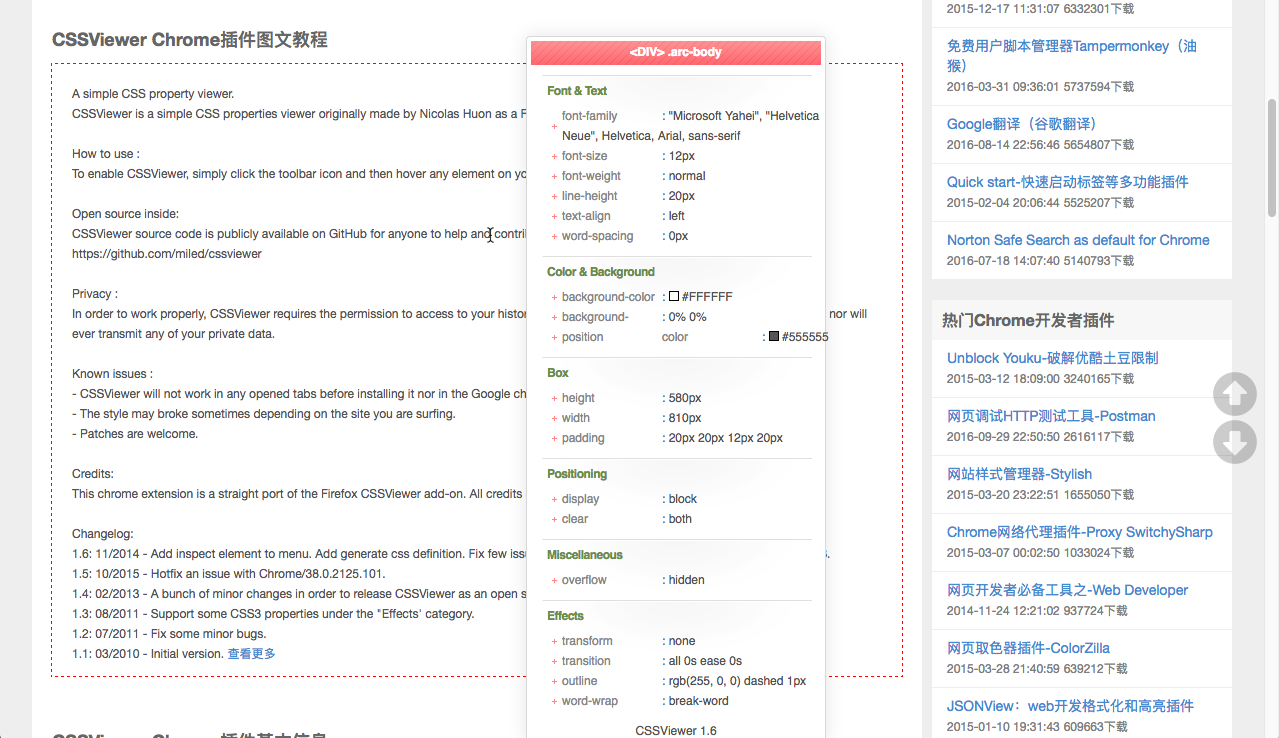 CSSViewer Chrome插件图文教程
A simple CSS property viewer.
CSSViewer is a simple CSS properties viewer originally made by Nicolas Huon as a
How to use :
To enable CSSViewer, simply click the toolbar icon and then hover any element on
Open source inside:
CSSViewer source code is publicly available on GitHub for anyone to help and
https://github.com/miled/cssviewer
Privacy :
In order to work properly, CSSViewer requires the permission to access to your nor will
ever transmit any of your private data.
Known issues :
- CSSViewer will not work in any opened tabs before installing it nor in the Google
- The style may broke sometimes depending on the site you are surfing.
- Patches are welcome.
Credits:
This chrome extension is a straight port of the Firefox CSSViewer add-on. All credits
Changelog:
1.6: 11/2014 - Add inspect element to menu. Add generate css definition. Fix few
1.5: 10/2015 - Hotfix an issue with Chrome/38.0.2125.101.
1.4: 02/2013 - A bunch of minor changes in order to release CSSViewer as an open
1.3: 08/2011 - Support some CSS3 properties under the "Effects' category.
1.2: 07/2011 - Fix some minor bugs.
1.1: 03/2010 - Initial version. 查看更多
<DIV> .arc-body
Font & Text
+ font-family : "Microsoft Yahei", "Helvetica
Neue", Helvetica, Arial, sans-serif
+ font-size : 12px
+ font-weight : normal
+ line-height : 20px
+ text-align : left
+ word-spacing : 0px
Color & Background
+ background-color : #FFFFFF
+ background- : 0% 0%
+ position color : #555555
Box
+ height : 580px
+ width : 810px
+ padding : 20px 20px 12px 20px
Positioning
+ display : block
+ clear : both
Miscellaneous
+ overflow : hidden
Effects
+ transform : none
+ transition : all 0s ease 0s
+ outline : rgb(255, 0, 0) dashed 1px
+ word-wrap : break-word
CSSViewer 1.6
2015-12-17 11:31:07 6332301下载
免费用户脚本管理器Tampermonkey（油
猴）
2016-03-31 09:36:01 5737594下载
Google翻译（谷歌翻译）
2016-08-14 22:56:46 5654807下载
Quick start-快速启动标签等多功能插件
2015-02-04 20:06:44 5525207下载
Norton Safe Search as default for Chrome
2016-07-18 14:07:40 5140793下载
热门Chrome开发者插件
Unblock Youku-破解优酷土豆限制
2015-03-12 18:09:00 3240165下载
网页调试HTTP测试工具-Postman
2016-09-29 22:50:50 2616117下载
网站样式管理器-Stylish
2015-03-20 23:22:51 1655050下载
Chrome网络代理插件-Proxy SwitchySharp
2015-03-07 00:02:50 1033024下载
网页开发者必备工具之-Web Developer
2014-11-24 12:21:02 937724下载
网页取色器插件-ColorZilla
2015-03-28 21:40:59 639212下载
JSONView：web开发格式化和高亮插件
2015-01-10 19:31:43 609663下载